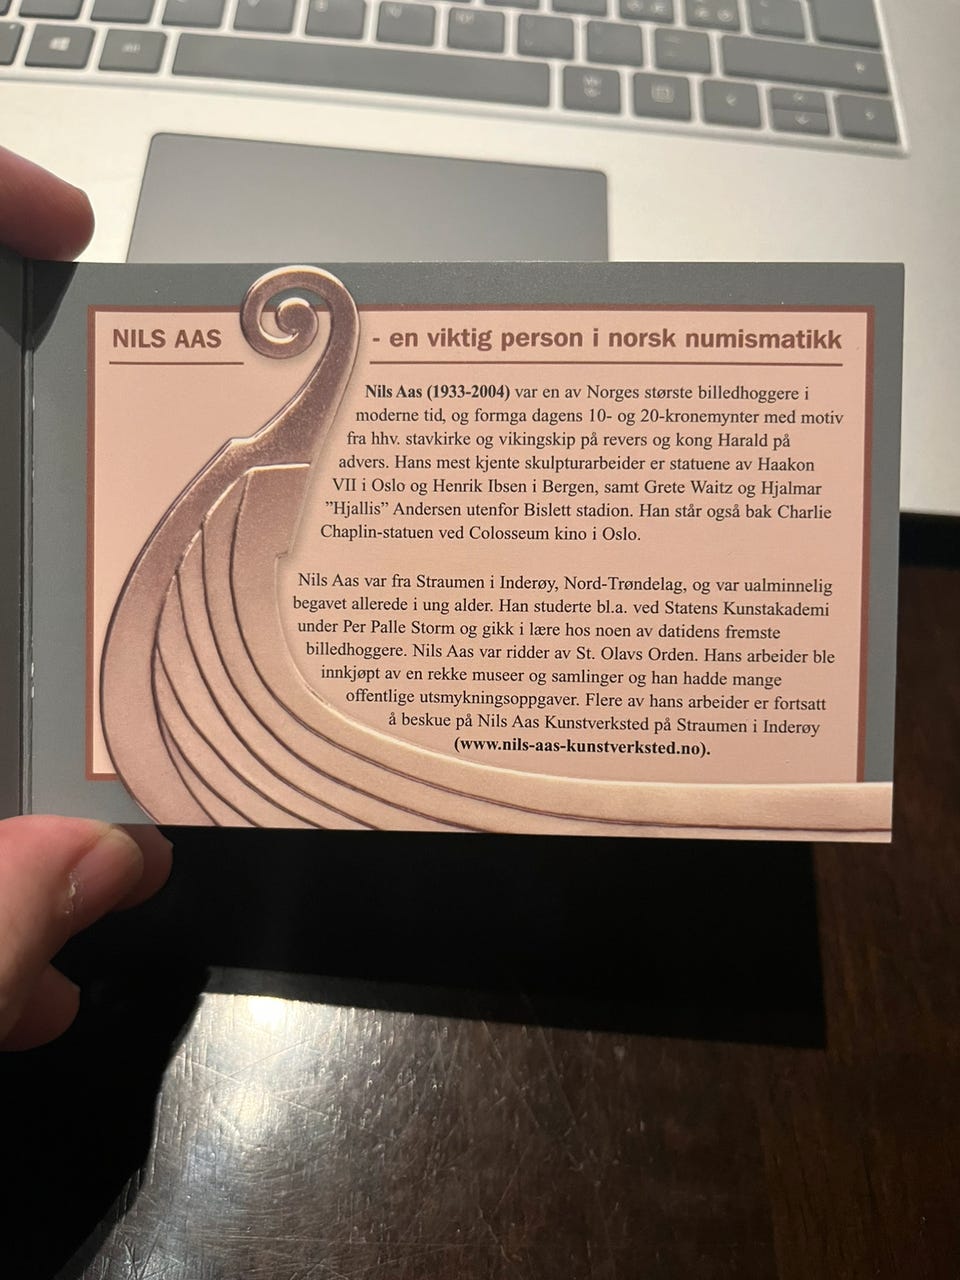 NILS AAS - en viktig person i norsk numismatikk
Nils Aas (1933-2004) var en av Norges største billedhoggere i
moderne tid, og formga dagens 10- og 20-kronemynter med motiv
fra hhv. stavkirke og vikingskip på revers og kong Harald på
advers. Hans mest kjente skulpturarbeider er statuene av Haakon
VII i Oslo og Henrik Ibsen i Bergen, samt Grete Waitz og Hjalmar
”Hjallis” Andersen utenfor Bislett stadion. Han står også bak Charlie
Chaplin-statuen ved Colosseum kino i Oslo.
Nils Aas var fra Straumen i Inderøy, Nord-Trøndelag, og var ualminnelig
begavet allerede i ung alder. Han studerte bl.a. ved Statens Kunstakademi
under Per Palle Storm og gikk i lære hos noen av datidens fremste
billedhoggere. Nils Aas var ridder av St. Olavs Orden. Hans arbeider ble
innkjøpt av en rekke museer og samlinger og han hadde mange
offentlige utsmykningsoppgaver. Flere av hans arbeider er fortsatt
å beskue på Nils Aas Kunstverksted på Straumen i Inderøy
(www.nils-aas-kunstverksted.no).